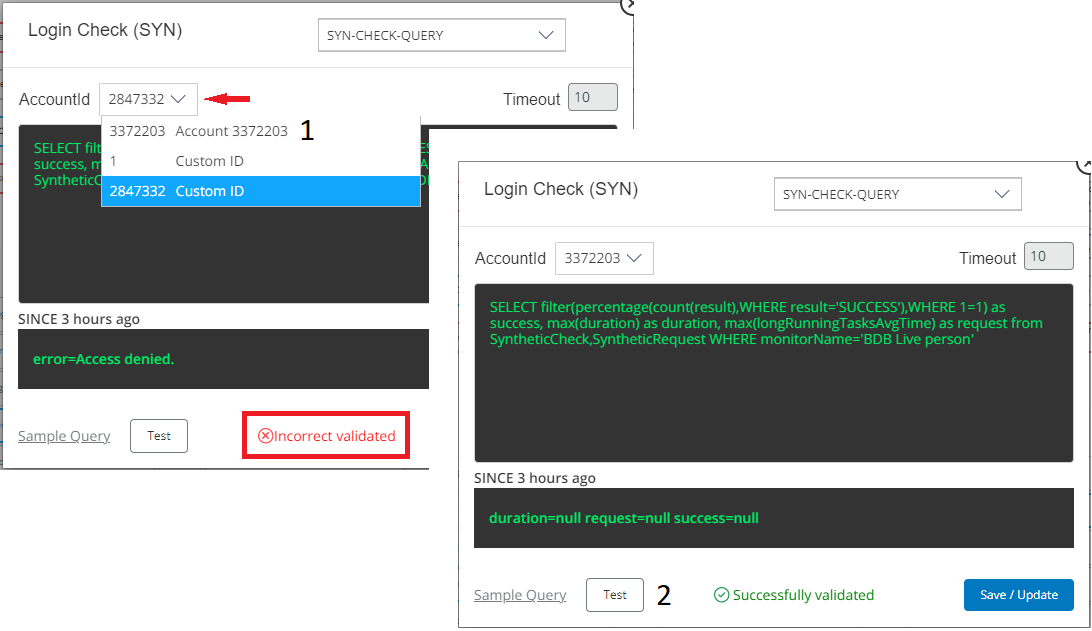 Login Check (SYN)
SYN-CHECK-QUERY
AccountId
2847332
Timeout
10
3372203 Account 3372203
1
1 Custom ID
2847332 Custom ID
SELECT filt
success, m
SyntheticC
SINCE 3 hours ago
error=Access denied.
Sample Query
Test
Incorrect validated
Login Check (SYN)
SYN-CHECK-QUERY
AccountId
3372203
Timeout
10
SELECT filter(percentage(count(result),WHERE result='SUCCESS'),WHERE 1=1) as
success, max(duration) as duration, max(longRunningTasksAvgTime) as request from
SyntheticCheck,SyntheticRequest WHERE monitorName='BDB Live person'
SINCE 3 hours ago
duration=null request=null success=null
Sample Query
Test
2
Successfully validated
Save / Update